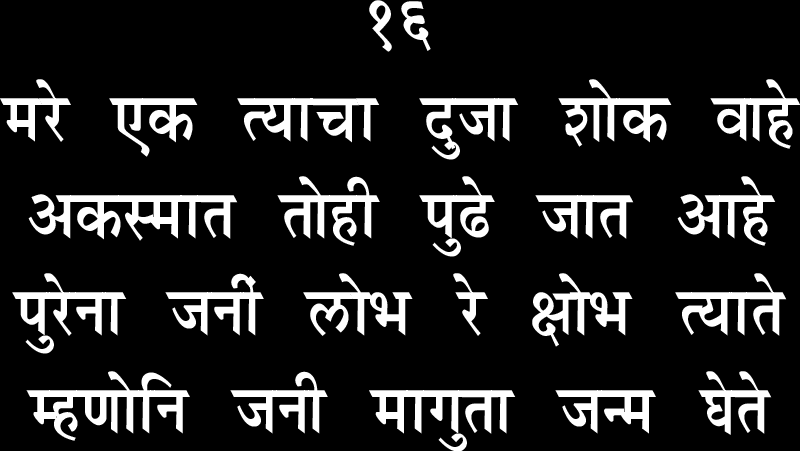 १६
मरे एक त्याचा दुजा शोक वाहे
अकस्मात तोही पुढे जात आहे
पुरेना जनीं लोभ रे क्षोभ त्याते
म्हणोनि जनी मागुता जन्म घेते